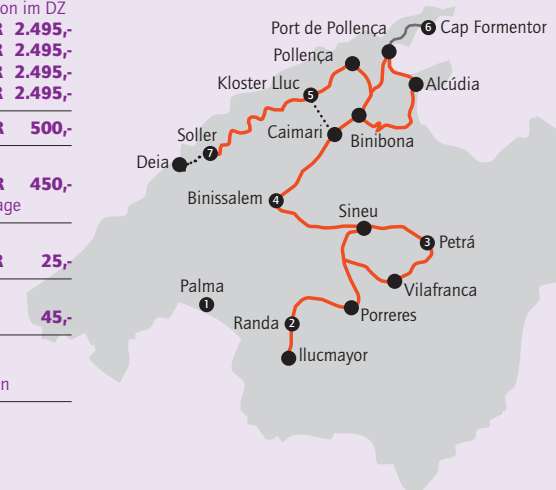 on im DZ
R 2.495,-
R 2.495,-
R 2.495,-
R 2.495,-
R 500,-
R 450,-
age
R 25,-
45,-
n
Port de Pollença
6 Cap Formentor
Pollença
Kloster Lluc
5
Alcúdia
Soller
7
Caimari
Binibona
Deia
Binissalem 4
Sineu
3 Petrá
Palma
1
Vilafranca
Randa 2
Porreres
llucmayor